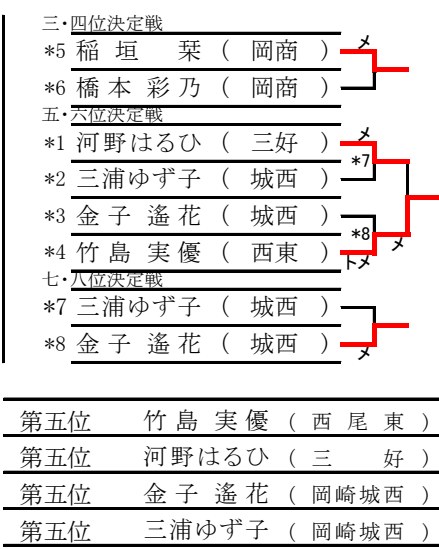 三・四位決定戦
*5 稲垣 栞 ( 岡商 ) メ
*6 橋本彩乃 ( 岡商 )
五・六位決定戦
*1 河野はるひ ( 三好 ) メ
*7
*2 三浦ゆず子 ( 城西 )
*3 金子遙花 ( 城西 )
*8
メ
*4 竹島実優 ( 西東 ) トメ
七・八位決定戦
*7 三浦ゆず子 ( 城西 )
*8 金子遙花 ( 城西 ) メ
第五位 竹島実優 ( 西尾東 )
第五位 河野はるひ ( 三好 )
第五位 金子遙花 ( 岡崎城西 )
第五位 三浦ゆず子 ( 岡崎城西 )